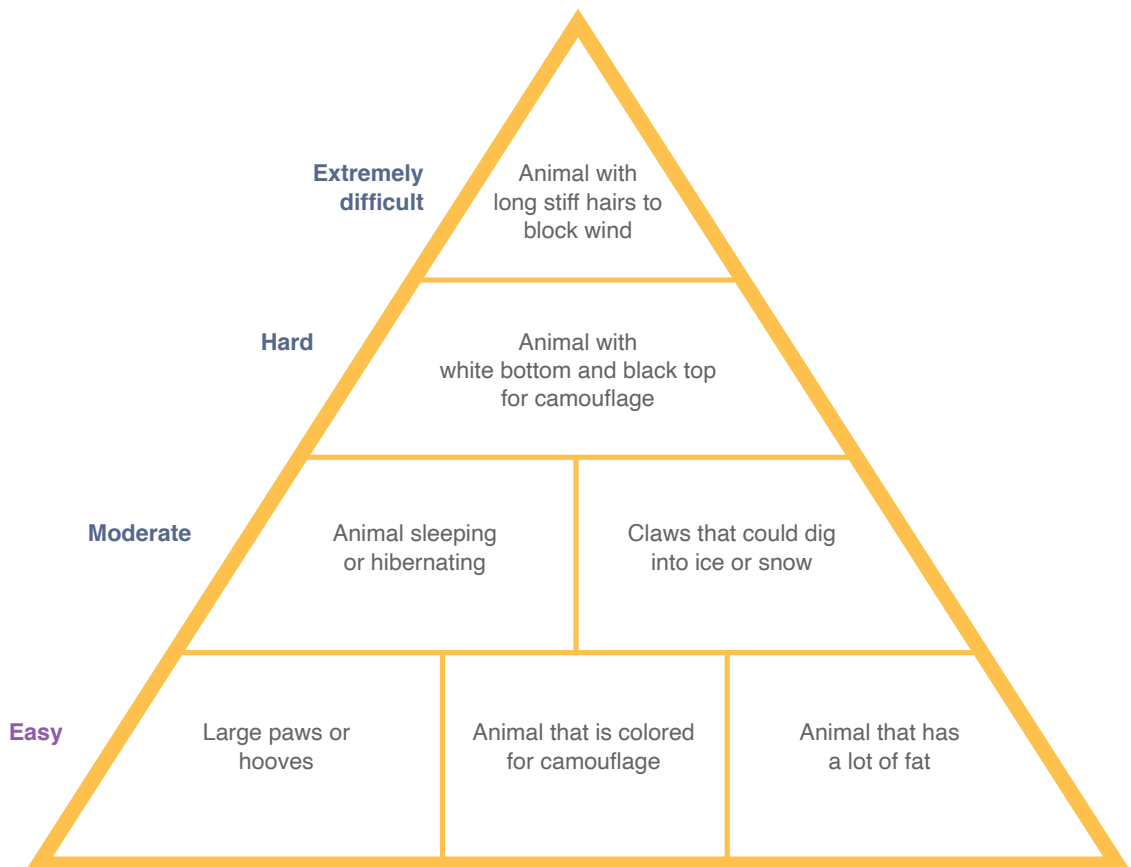 Extremely
difficult
Animal with
long stiff hairs to
block wind
Hard
Animal with
white bottom and black top
for camouflage
Moderate
Animal sleeping
or hibernating
Claws that could dig
into ice or snow
Easy
Large paws or
hooves
Animal that is colored
for camouflage
Animal that has
a lot of fat